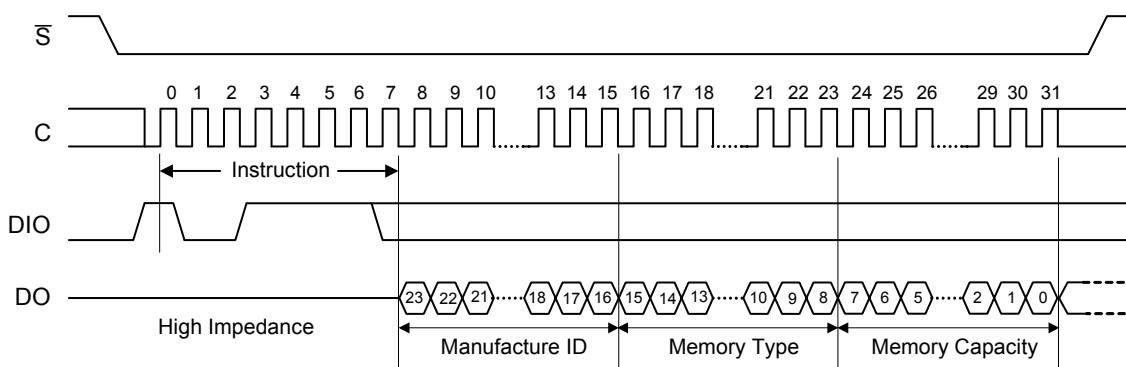 S
0 1 2 3 4 5 6 7 8 9 10 13 14 15 16 17 18 21 22 23 24 25 26 29 30 31
C
Instruction
DIO
DO
23 22 21 18 17 16 15 14 13 10 9 8 7 6 5 2 1 0
High Impedance
Manufacture ID
Memory Type
Memory Capacity